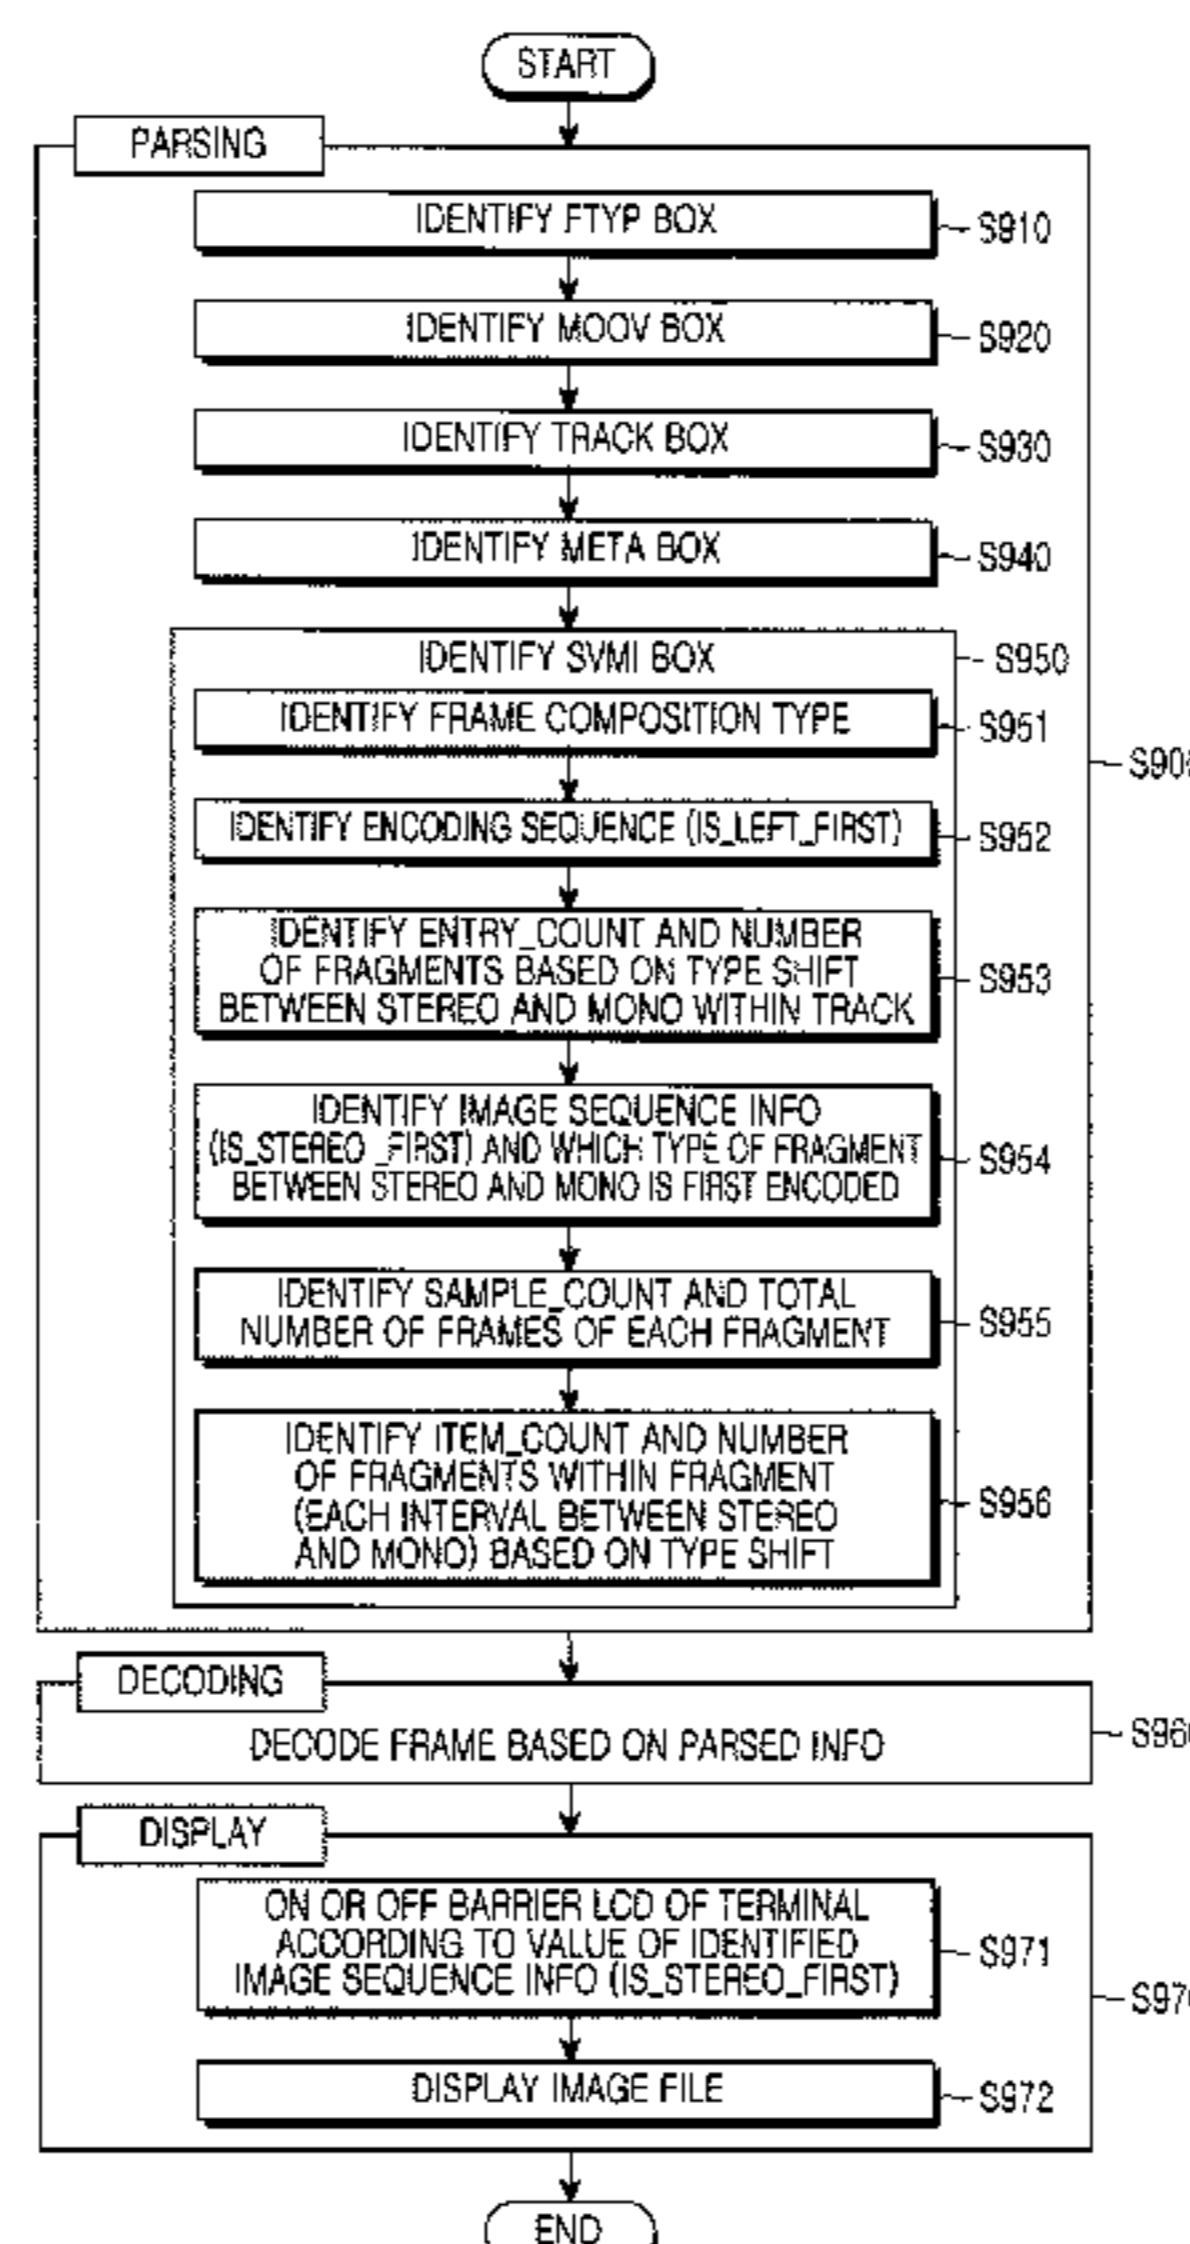 START
PARSING
IDENTIFY FTYP BOX
S910
IDENTIFY MOOV BOX
S920
IDENTIFY TRACK BOX
S930
IDENTIFY META BOX
S940
IDENTIFY SVMI BOX
S950
IDENTIFY FRAME COMPOSITION TYPE
S951
IDENTIFY ENCODING SEQUENCE (IS_LEFT_FIRST)
S952
IDENTIFY ENTRY_COUNT AND NUMBER
OF FRAGMENTS BASED ON TYPE SHIFT
BETWEEN STEREO AND MONO WITHIN TRACK
S953
IDENTIFY IMAGE SEQUENCE INFO
(IS_STEREO _FIRST) AND WHICH TYPE OF FRAGMENT
BETWEEN STEREO AND MONO IS FIRST ENCODED
S954
IDENTIFY SAMPLE_COUNT AND TOTAL
NUMBER OF FRAMES OF EACH FRAGMENT
S955
IDENTIFY ITEM_COUNT AND NUMBER
OF FRAGMENTS WITHIN FRAGMENT
(EACH INTERVAL BETWEEN STEREO
AND MONO) BASED ON TYPE SHIFT
S956
DECODING
DECODE FRAME BASED ON PARSED INFO
DISPLAY
ON OR OFF BARRIER LCD OF TERMINAL
ACCORDING TO VALUE OF IDENTIFIED
IMAGE SEQUENCE INFO (IS_STEREO_FIRST)
S971
DISPLAY IMAGE FILE
S972
END